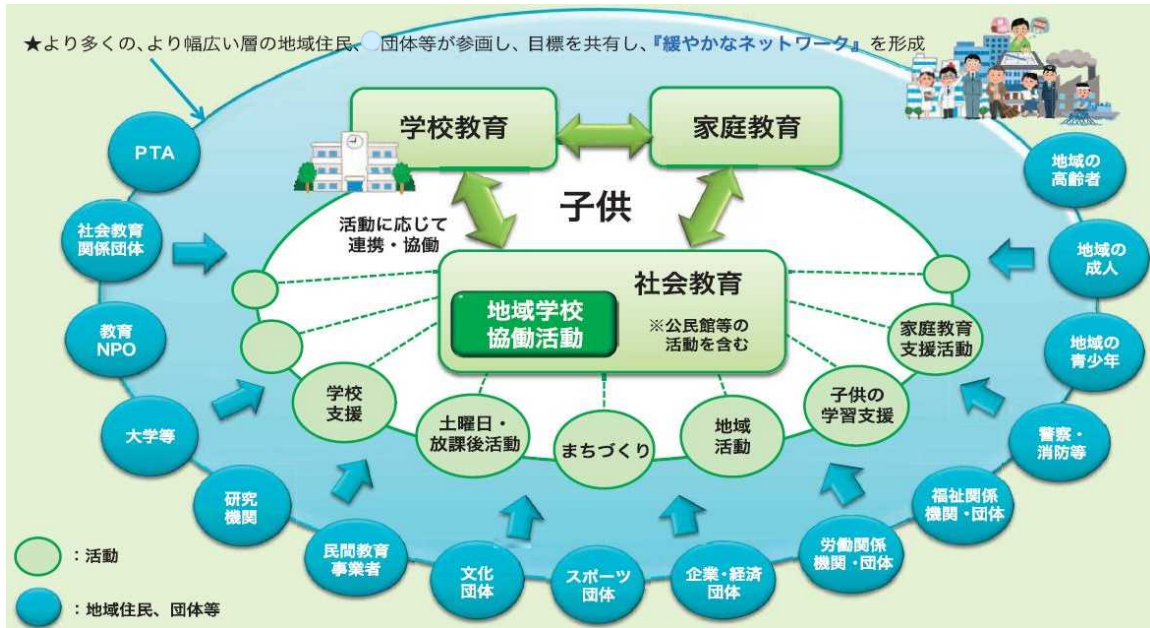 ★より多くの、より幅広い層の地域住民、団体等が参画し、目標を共有し、『緩やかなネットワーク』を形成
学校教育
家庭教育
子供
活動に応じて
連携・協働
社会教育
地域学校
協働活動
※公民館等の
活動を含む
学校
支援
土曜日・
放課後活動
まちづくり
地域
活動
子供の
学習支援
家庭教育
支援活動
PTA
社会教育
関係団体
教育
NPO
大学等
研究
機関
民間教育
事業者
文化
団体
スポーツ
団体
企業・経済
団体
労働関係
機関・団体
福祉関係
機関・団体
警察・
消防等
地域の
青少年
地域の
成人
地域の
高齢者
：活動
：地域住民、団体等